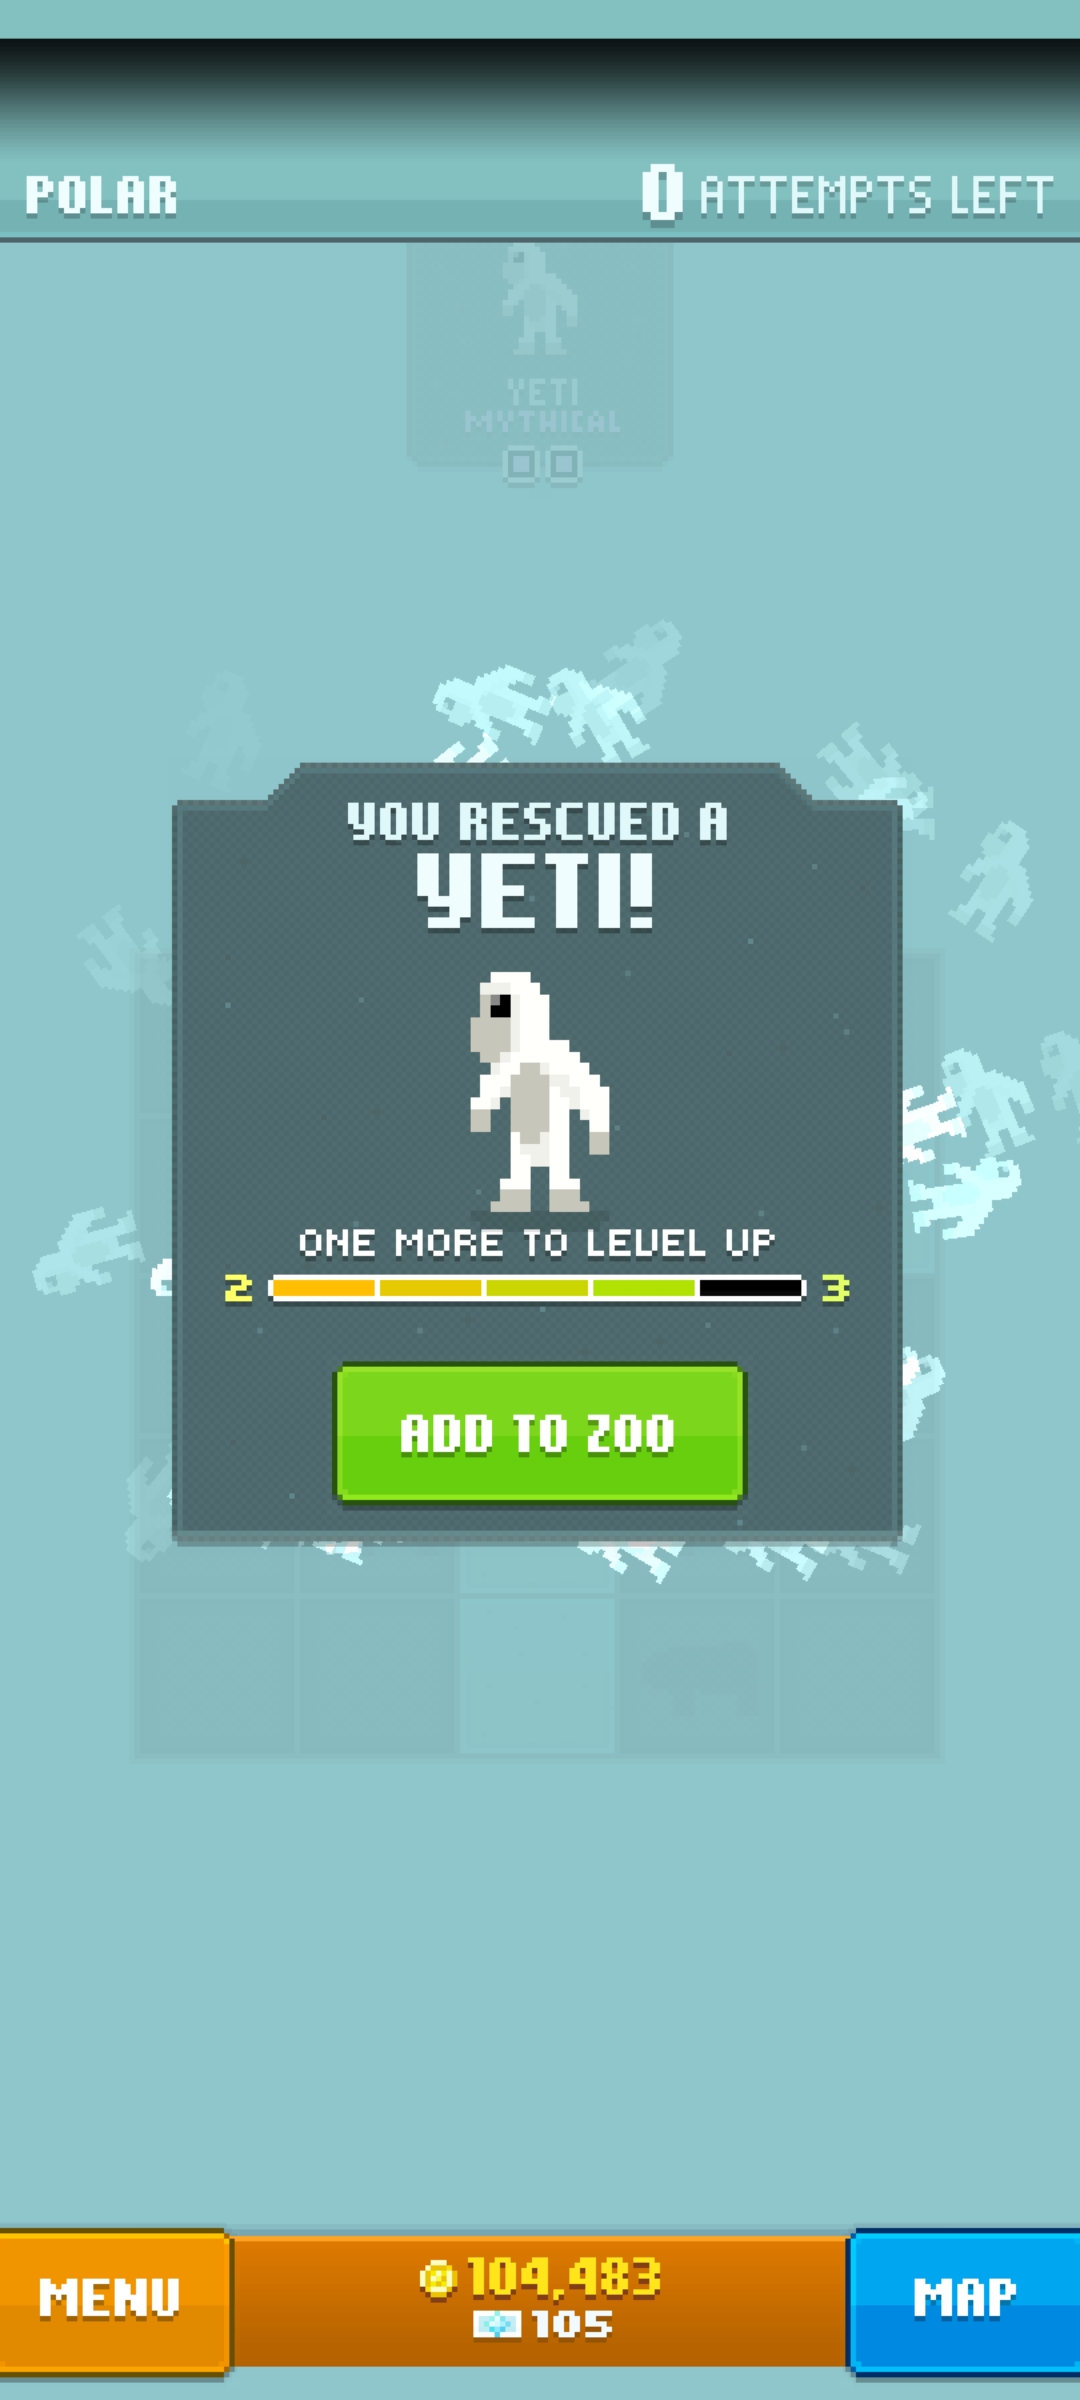 POLAR
0 ATTEMPTS LEFT
YETI
MYTHICAL
YOU RESCUED A
YETI!
ONE MORE TO LEVEL UP
2 3
ADD TO ZOO
MENU
104,483
105
MAP